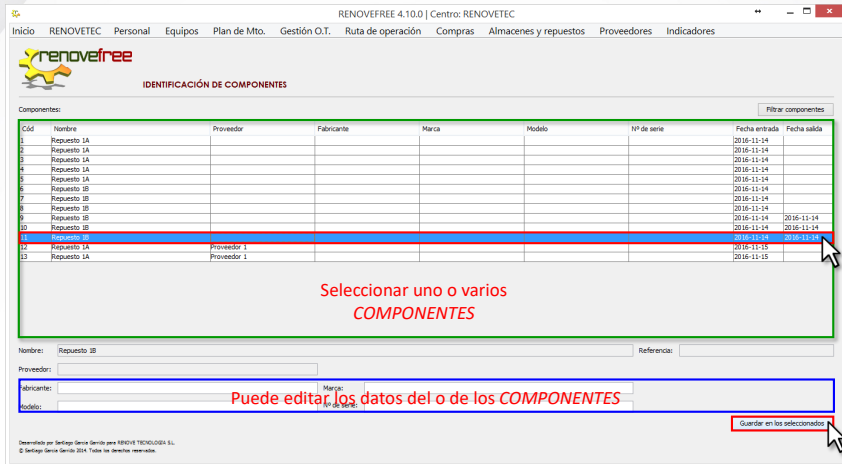 RENOVEFREE 4.10.0 | Centro: RENOVETEC
Inicio RENOVETEC Personal Equipos Plan de Mto. Gestión O.T. Ruta de operación Compras Almacenes y repuestos Proveedores Indicadores
renovefree
IDENTIFICACIÓN DE COMPONENTES
Componentes: Filtrar componentes
Cód Nombre Proveedor Fabricante Marca Modelo Nº de serie Fecha entrada Fecha salida
1 Repuesto 1A 2016-11-14
2 Repuesto 1A 2016-11-14
3 Repuesto 1A 2016-11-14
4 Repuesto 1A 2016-11-14
5 Repuesto 1A 2016-11-14
6 Repuesto 1B 2016-11-14
7 Repuesto 1B 2016-11-14
8 Repuesto 1B 2016-11-14
9 Repuesto 1B 2016-11-14 2016-11-14
10 Repuesto 1B 2016-11-14 2016-11-14
11 Repuesto 1B 2016-11-14 2016-11-14
12 Repuesto 1A Proveedor 1 2016-11-15
13 Repuesto 1A Proveedor 1 2016-11-15
Seleccionar uno o varios
COMPONENTES
Nombre: Repuesto 1B Referencia:
Proveedor:
Fabricante: Marca:
Puede editar los datos del o de los COMPONENTES
Modelo: Nº de serie:
Guardar en los seleccionados
Desarrollado por Santiago García Garrido para RENOVE TECNOLOGÍA S.L.
© Santiago García Garrido 2014. Todos los derechos reservados.